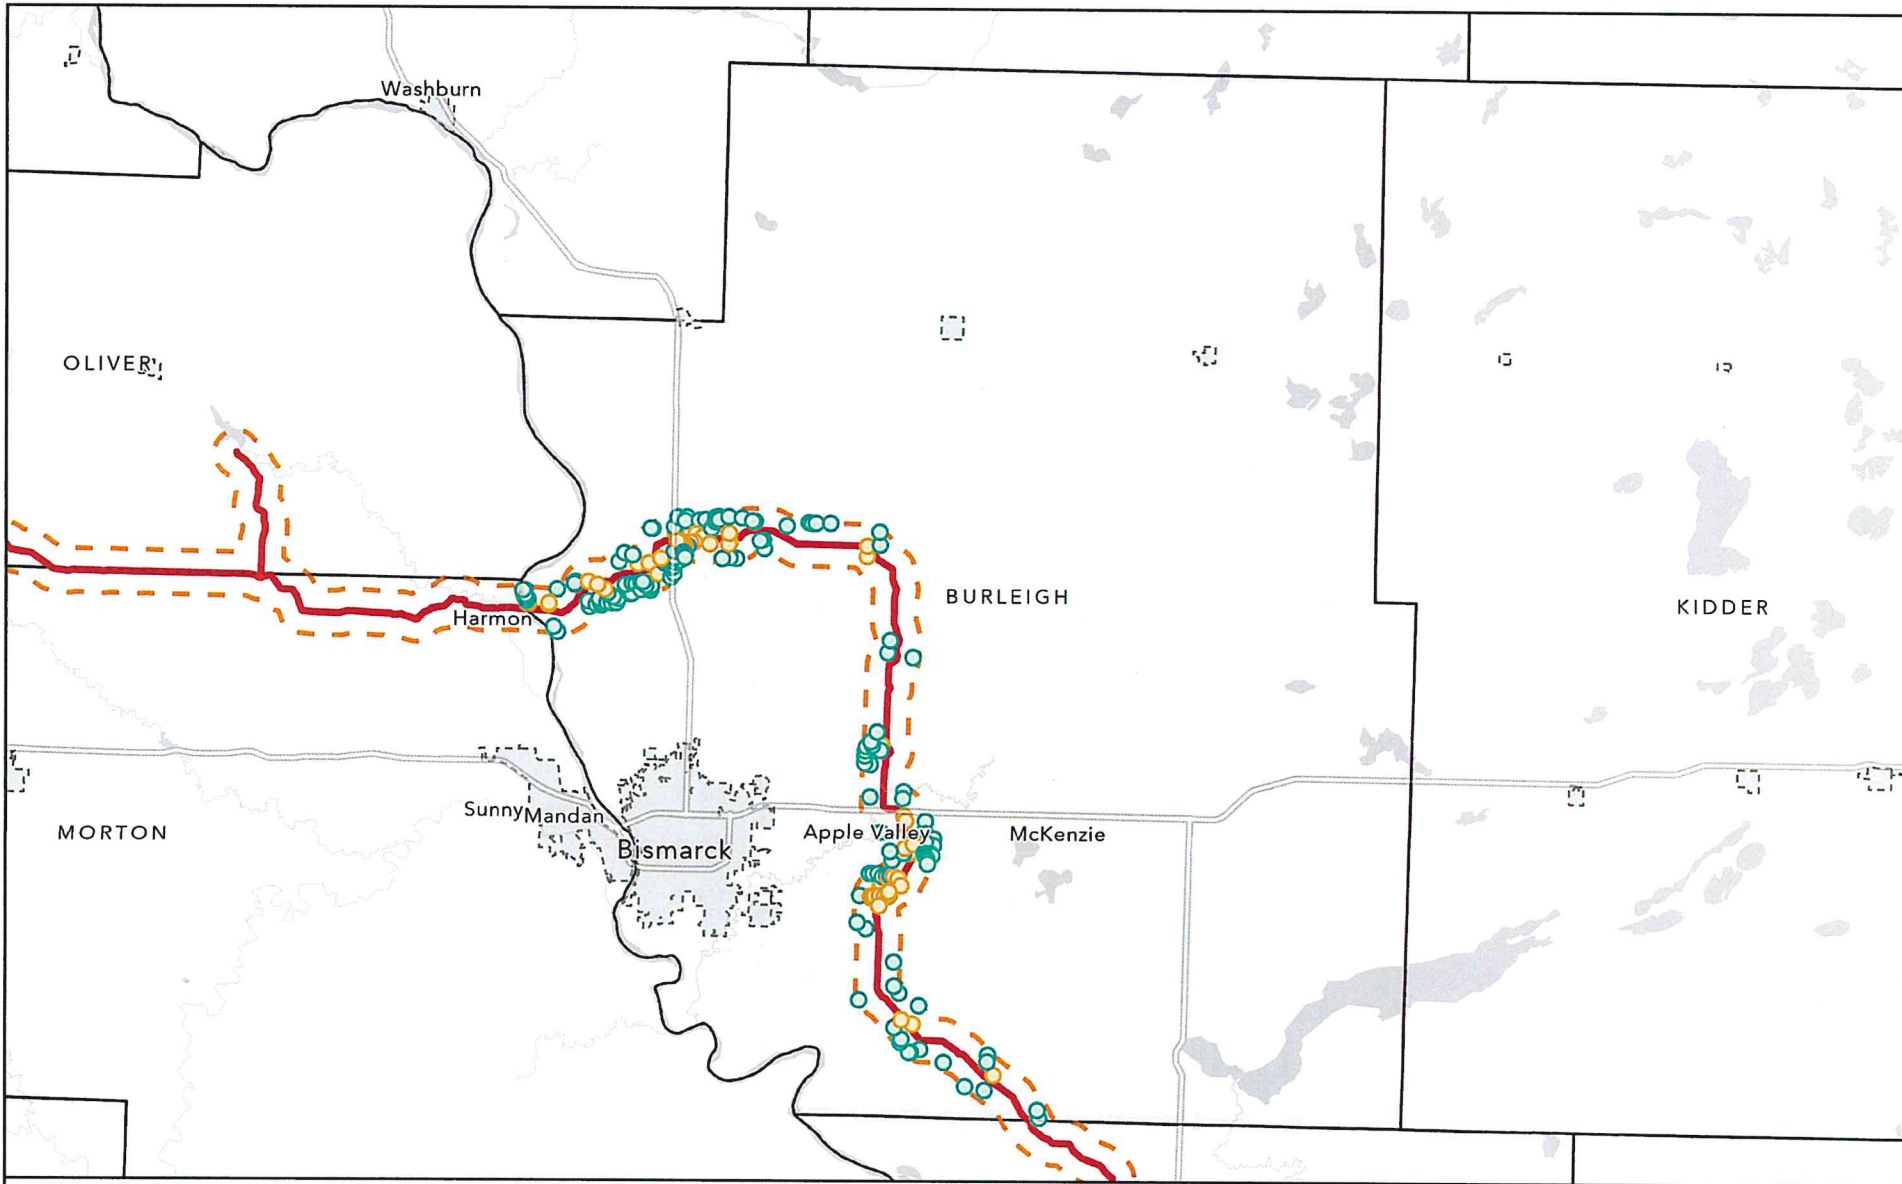 Washburn
OLIVER
BURLEIGH
KIDDER
Harmon
Sunny
Mandan
MORTON
Bismarck
Apple Valley
McKenzie